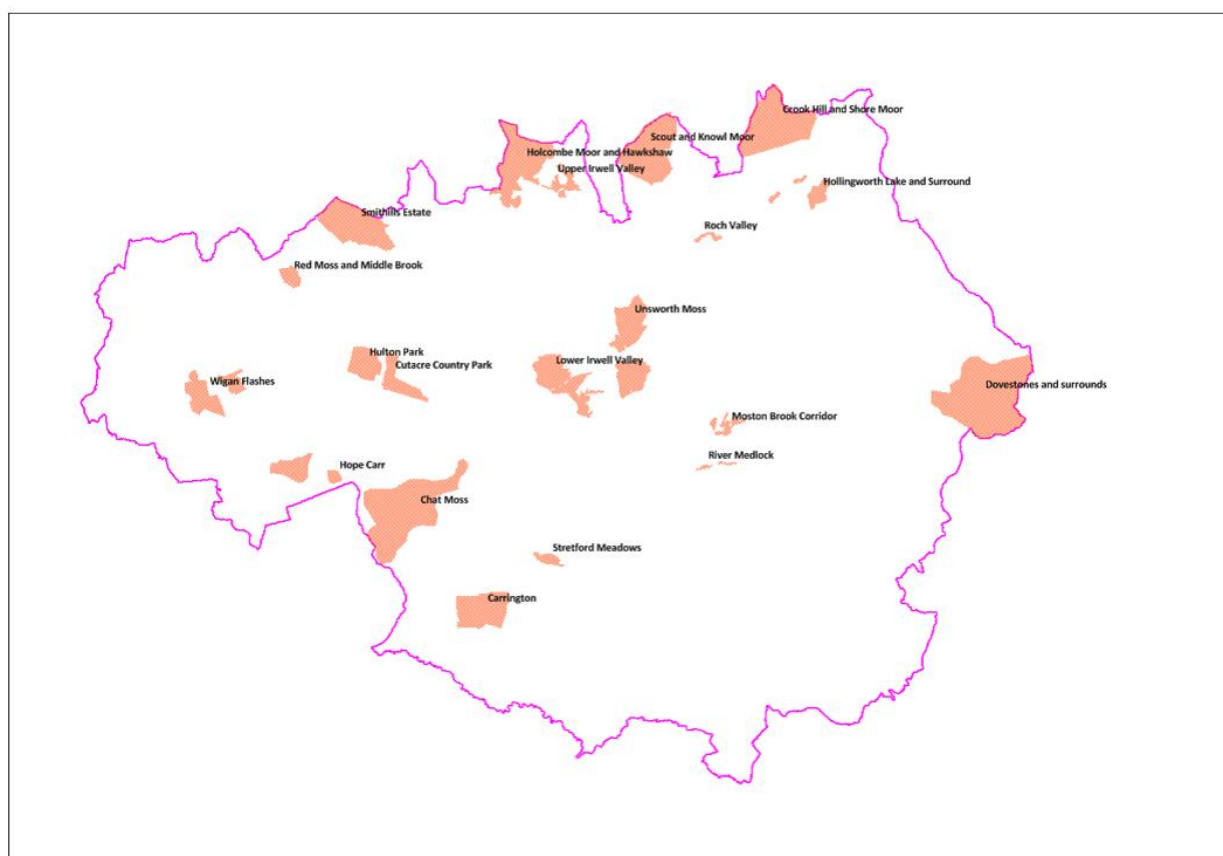 Crook Hill and Shore Moor
Scout and Knowl Moor
Holcombe Moor and Hawkshaw
Upper Irwell Valley
Hollingworth Lake and Surround
Smithills Estate
Roch Valley
Red Moss and Middle Brook
Unsworth Moss
Hulton Park
Lower Irwell Valley
Cutacre Country Park
Wigan Flashes
Dovestones and surrounds
Moston Brook Corridor
River Medlock
Hope Carr
Chat Moss
Stretford Meadows
Carrington